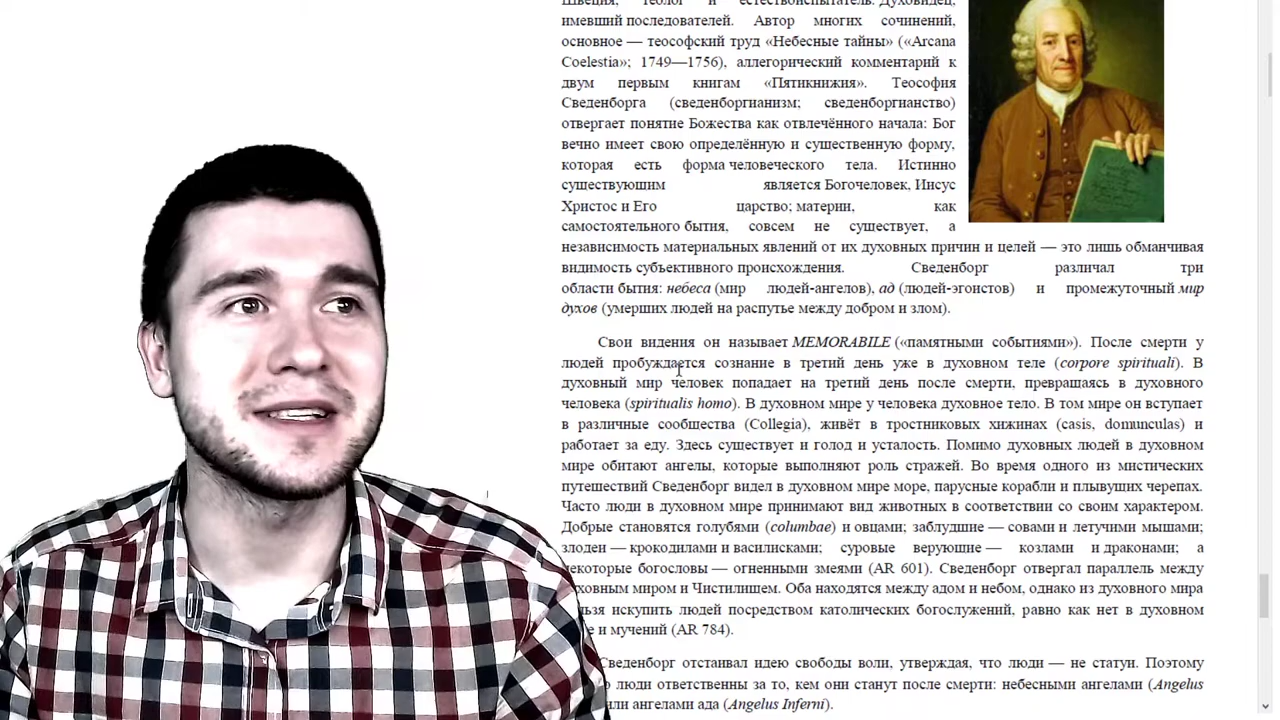 Швеция, теолог и естествоиспытатель. Духовидец,
имевший последователей. Автор многих сочинений,
основное — теософский труд «Небесные тайны» («Arcana
Coelestia»; 1749—1756), аллегорический комментарий к
двум первым книгам «Пятикнижия». Теософия
Сведенборга (сведенборгианизм; сведенборгианство)
отвергает понятие Божества как отвлечённого начала: Бог
вечно имеет свою определённую и существенную форму,
которая есть форма человеческого тела. Истинно
существующим является Богочеловек, Иисус
Христос и Его царство; материи, как
самостоятельного бытия, совсем не существует, а
независимость материальных явлений от их духовных причин и целей — это лишь обманчивая
видимость субъективного происхождения. Сведенборг различал три
области бытия: небеса (мир людей-ангелов), ад (людей-эгоистов) и промежуточный мир
духов (умерших людей на распутье между добром и злом).
Свои видения он называет MEMORABILE («памятными событиями»). После смерти у
людей пробуждается сознание в третий день уже в духовном теле (corpore spirituali). В
духовный мир человек попадает на третий день после смерти, превращаясь в духовного
человека (spiritualis homo). В духовном мире у человека духовное тело. В том мире он вступает
в различные сообщества (Collegia), живёт в тростниковых хижинах (casis, domunculas) и
работает за еду. Здесь существует и голод и усталость. Помимо духовных людей в духовном
мире обитают ангелы, которые выполняют роль стражей. Во время одного из мистических
путешествий Сведенборг видел в духовном мире море, парусные корабли и плывущих черепах.
Часто люди в духовном мире принимают вид животных в соответствии со своим характером.
Добрые становятся голубями (columbae) и овцами; заблудшие — совами и летучими мышами;
злодеи — крокодилами и василисками; суровые верующие — козлами и драконами; а
некоторые богословы — огненными змеями (AR 601). Сведенборг отвергал параллель между
духовным миром и Чистилищем. Оба находятся между адом и небом, однако из духовного мира
искупить людей посредством католических богослужений, равно как нет в духовном
и мучений (AR 784).
Сведенборг отстаивал идею свободы воли, утверждая, что люди — не статуи. Поэтому
люди ответственны за то, кем они станут после смерти: небесными ангелами (Angelus
или ангелами ада (Angelus Inferni).